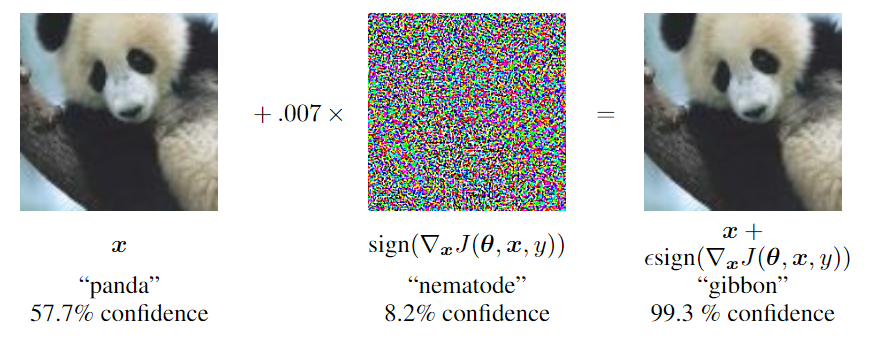 + .007 ×
=
x
sign(∇ₓJ(θ, x, y))
x +
ϵsign(∇ₓJ(θ, x, y))
“panda”
“nematode”
“gibbon”
57.7% confidence
8.2% confidence
99.3 % confidence